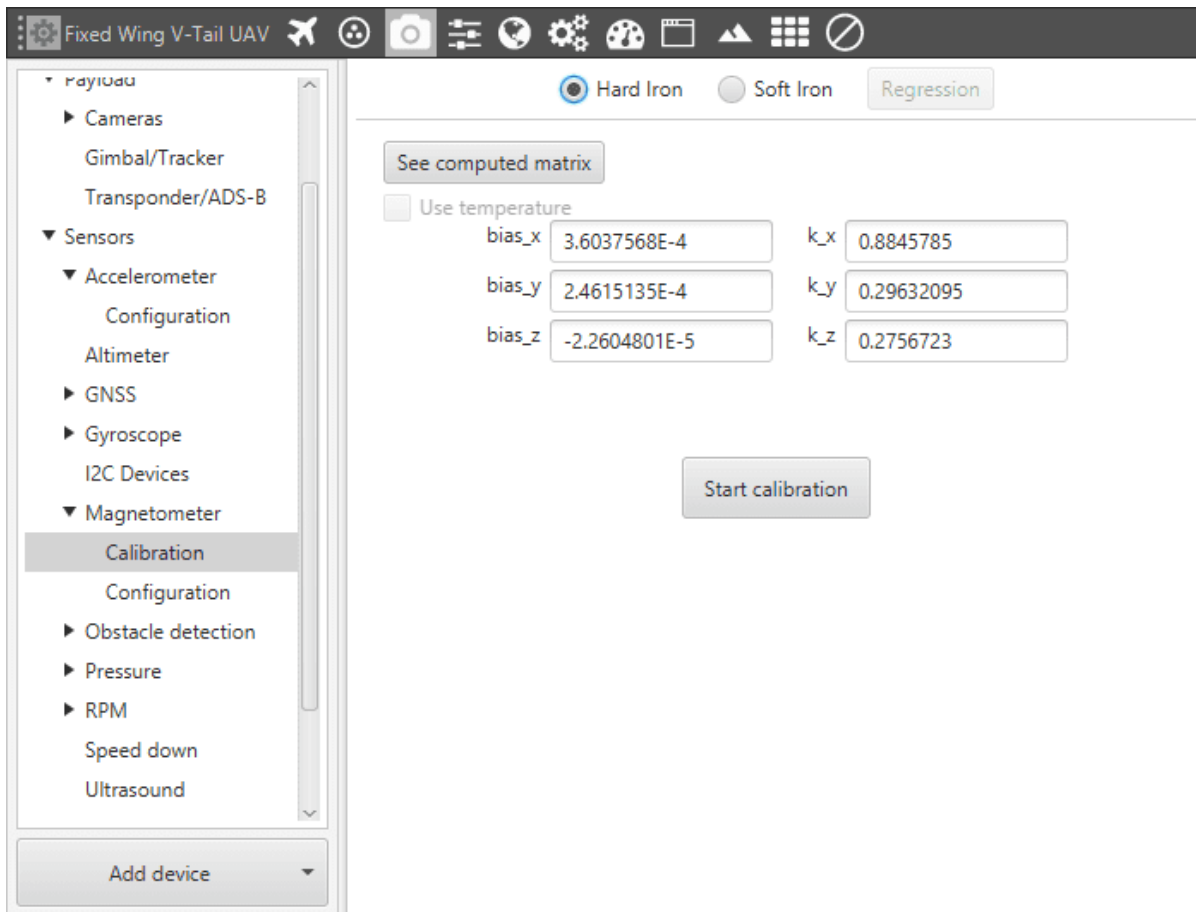 Fixed Wing V-Tail UAV
Payload
Cameras
Gimbal/Tracker
Transponder/ADS-B
Sensors
Accelerometer
Configuration
Altimeter
GNSS
Gyroscope
I2C Devices
Magnetometer
Calibration
Configuration
Obstacle detection
Pressure
RPM
Speed down
Ultrasound
Add device
Hard Iron Soft Iron Regression
See computed matrix
Use temperature
bias_x 3.6037568E-4 k_x 0.8845785
bias_y 2.4615135E-4 k_y 0.29632095
bias_z -2.2604801E-5 k_z 0.2756723
Start calibration